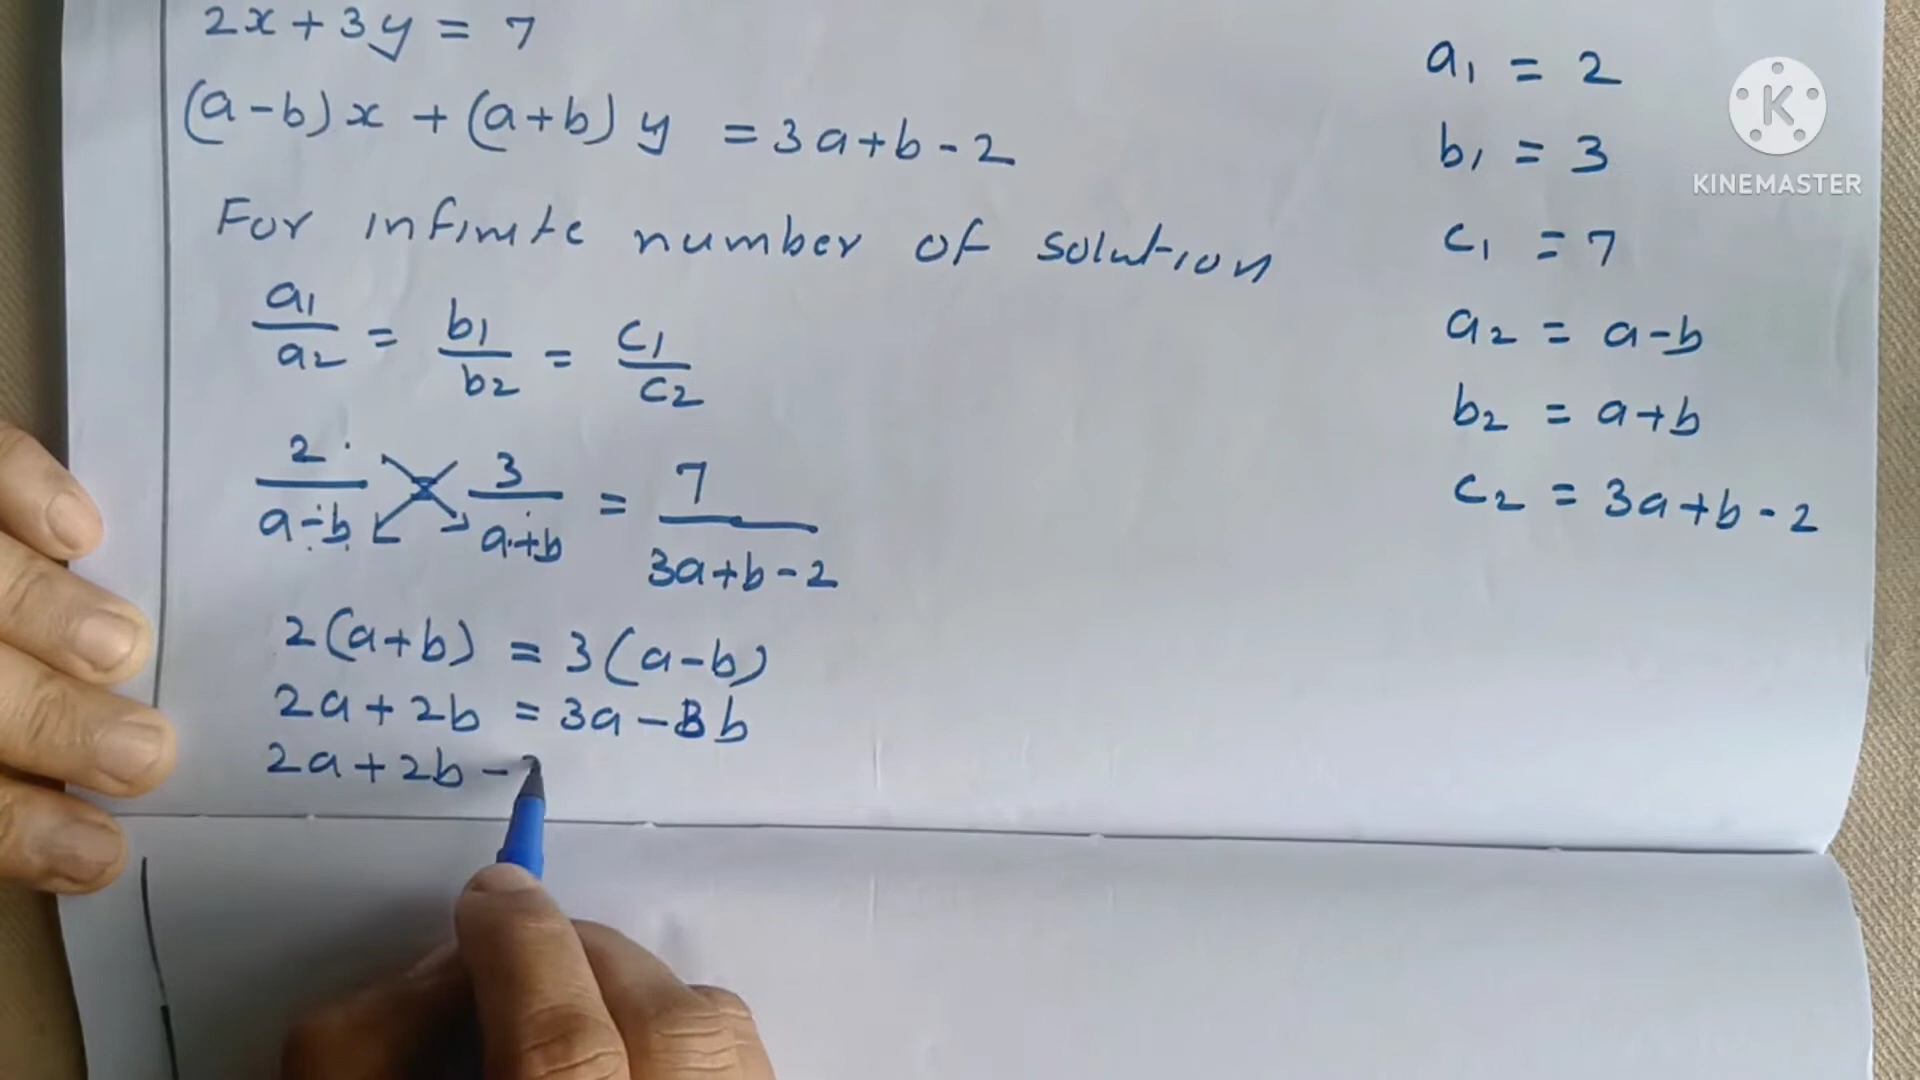 2x + 3y = 7
(a-b)x + (a+b)y = 3a+b-2
For infinite number of solution
a1/a2 = b1/b2 = c1/c2
2/a-b 3/a+b = 7/3a+b-2
2(a+b) = 3(a-b)
2a+2b = 3a-3b
2a+2b-
a1 = 2
b1 = 3
c1 = 7
a2 = a-b
b2 = a+b
c2 = 3a+b-2
K
KINEMASTER